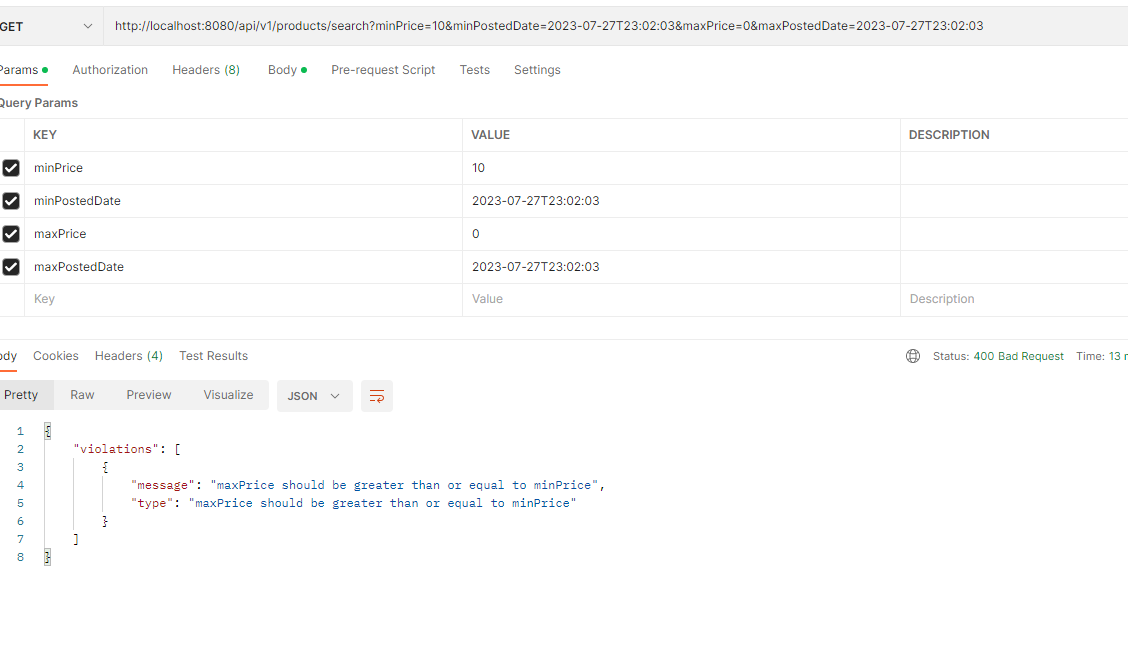 GET http://localhost:8080/api/v1/products/search?minPrice=10&minPostedDate=2023-07-27T23:02:03&maxPrice=0&maxPostedDate=2023-07-27T23:02:03
Params Authorization Headers (8) Body Pre-request Script Tests Settings
Query Params
KEY VALUE DESCRIPTION
minPrice 10
minPostedDate 2023-07-27T23:02:03
maxPrice 0
maxPostedDate 2023-07-27T23:02:03
Key Value Description
ody Cookies Headers (4) Test Results Status: 400 Bad Request Time: 13 m
Pretty Raw Preview Visualize JSON
1 {
2 "violations": [
3 {
4 "message": "maxPrice should be greater than or equal to minPrice",
5 "type": "maxPrice should be greater than or equal to minPrice"
6 }
7 ]
8 }